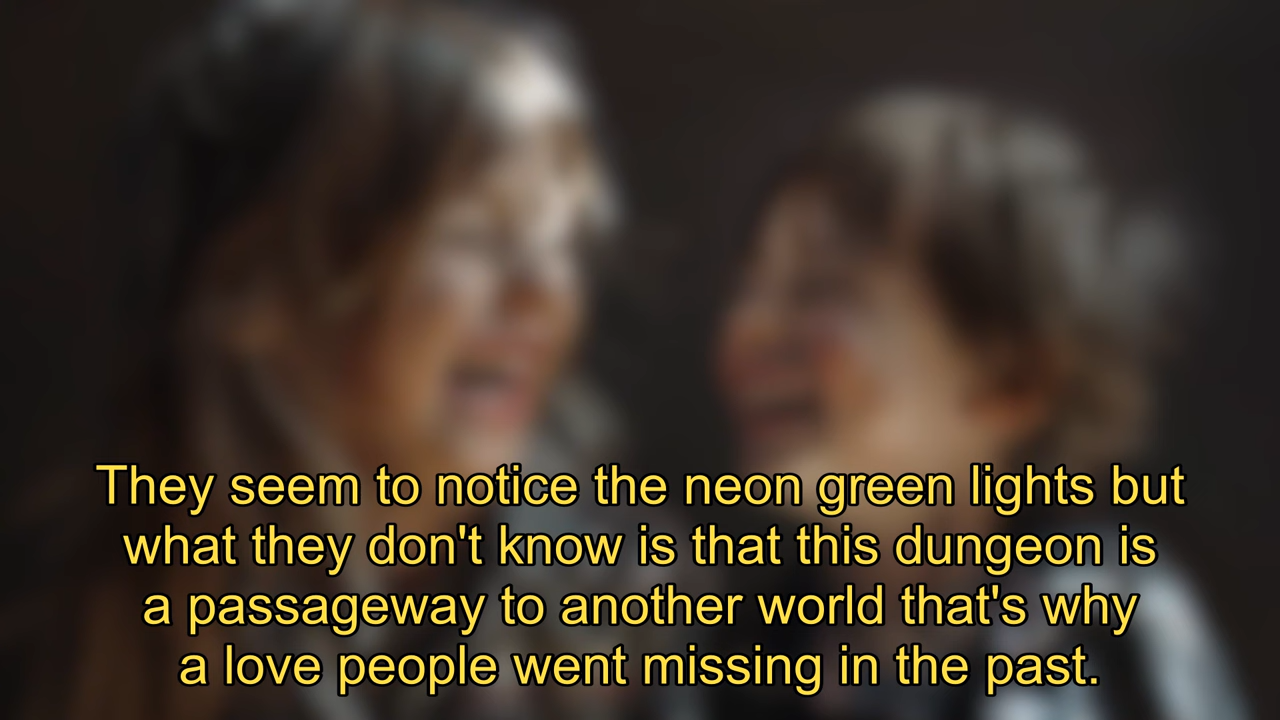 They seem to notice the neon green lights but
what they don't know is that this dungeon is
a passageway to another world that's why
a love people went missing in the past.